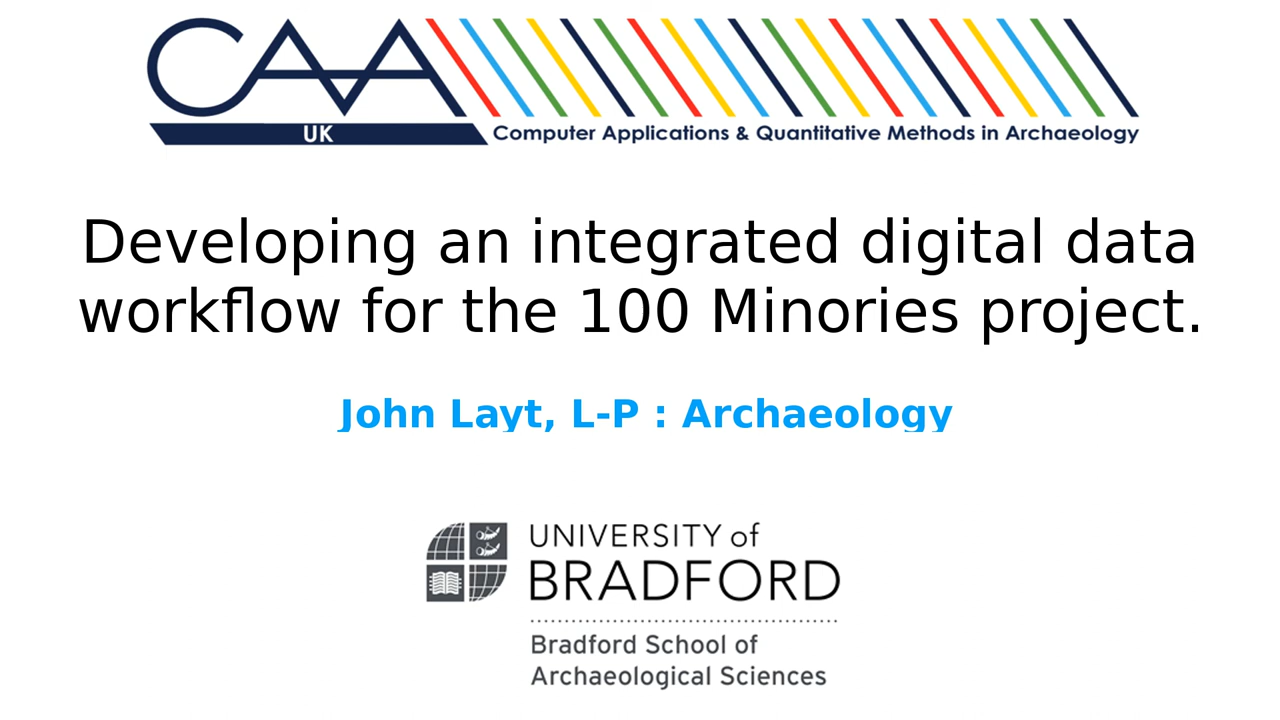 CAA
UK
Computer Applications & Quantitative Methods in Archaeology
Developing an integrated digital data
workflow for the 100 Minories project.
John Layt, L-P : Archaeology
UNIVERSITY of
BRADFORD
Bradford School of
Archaeological Sciences